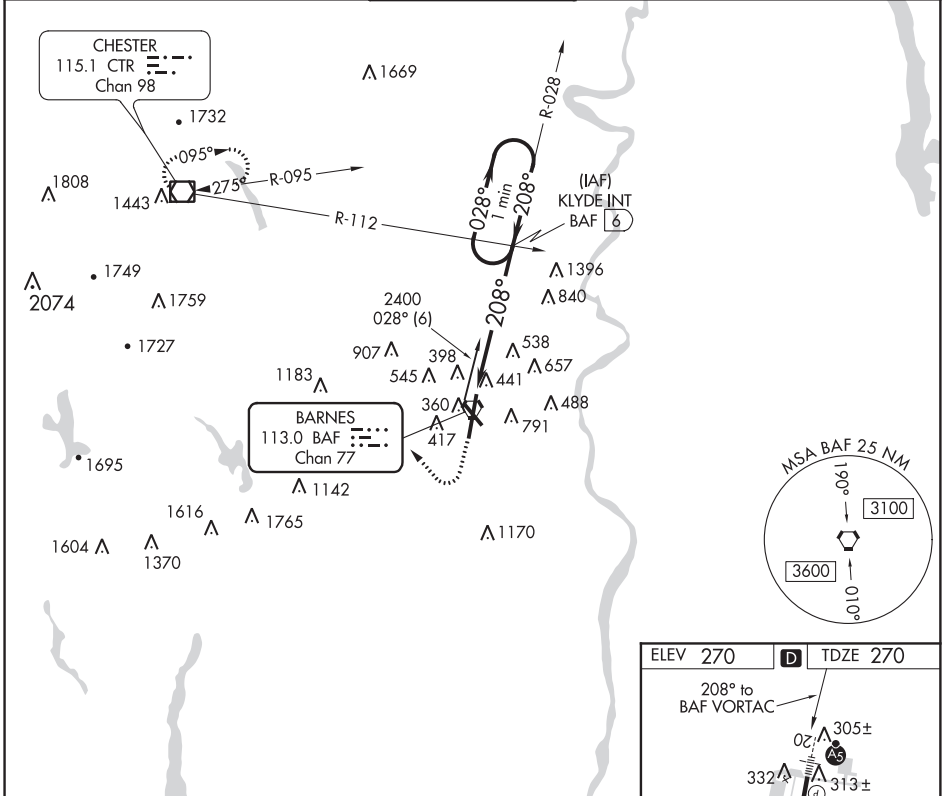 CHESTER
115.1 CTR
Chan 98
1669
1732
095°
275°
R-095
R-028
1808
1443
R-112
028°
1 min
208°
(IAF)
KLYDE INT
BAF 6
1749
2074
1759
1396
840
208°
2400
028° (6)
1727
907
398
538
545
441
657
1183
360
488
417
791
BARNES
113.0 BAF
Chan 77
1695
1142
MSA BAF 25 NM
190°
3100
3600
010°
1616
1765
1604
1370
1170
ELEV 270
D
TDZE 270
208° to
BAF VORTAC
20
305±
A5
332
313±
d